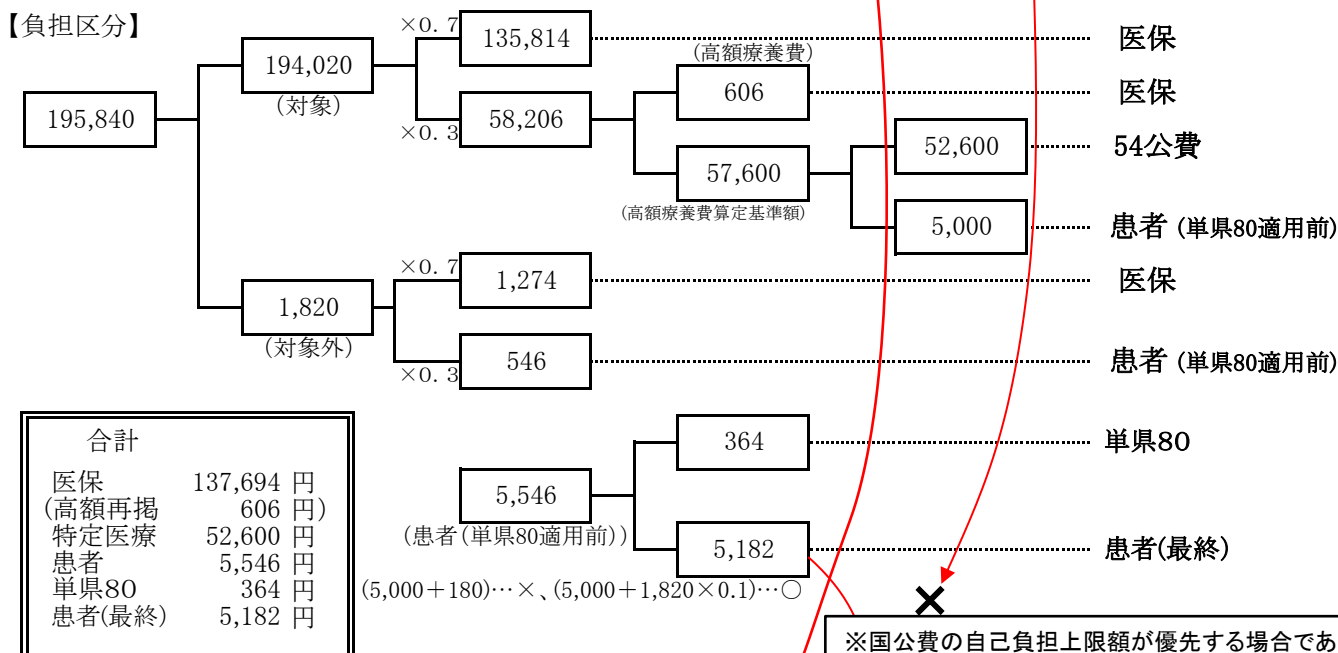 【負担区分】
×0.7
135,814
医保
194,020
(対象)
(高額療養費)
606
医保
195,840
×0.3
58,206
52,600
54公費
57,600
(高額療養費算定基準額)
5,000
患者 (単県80適用前)
×0.7
1,274
医保
1,820
(対象外)
×0.3
546
患者 (単県80適用前)
364
単県80
5,546
(患者(単県80適用前))
5,182
患者(最終)
(5,000+180)…×、(5,000+1,820×0.1)…○
×
合計
医保 137,694 円
(高額再掲 606 円)
特定医療 52,600 円
患者 5,546 円
単県80 364 円
患者(最終) 5,182 円
※国公費の自己負担上限額が優先する場合であ